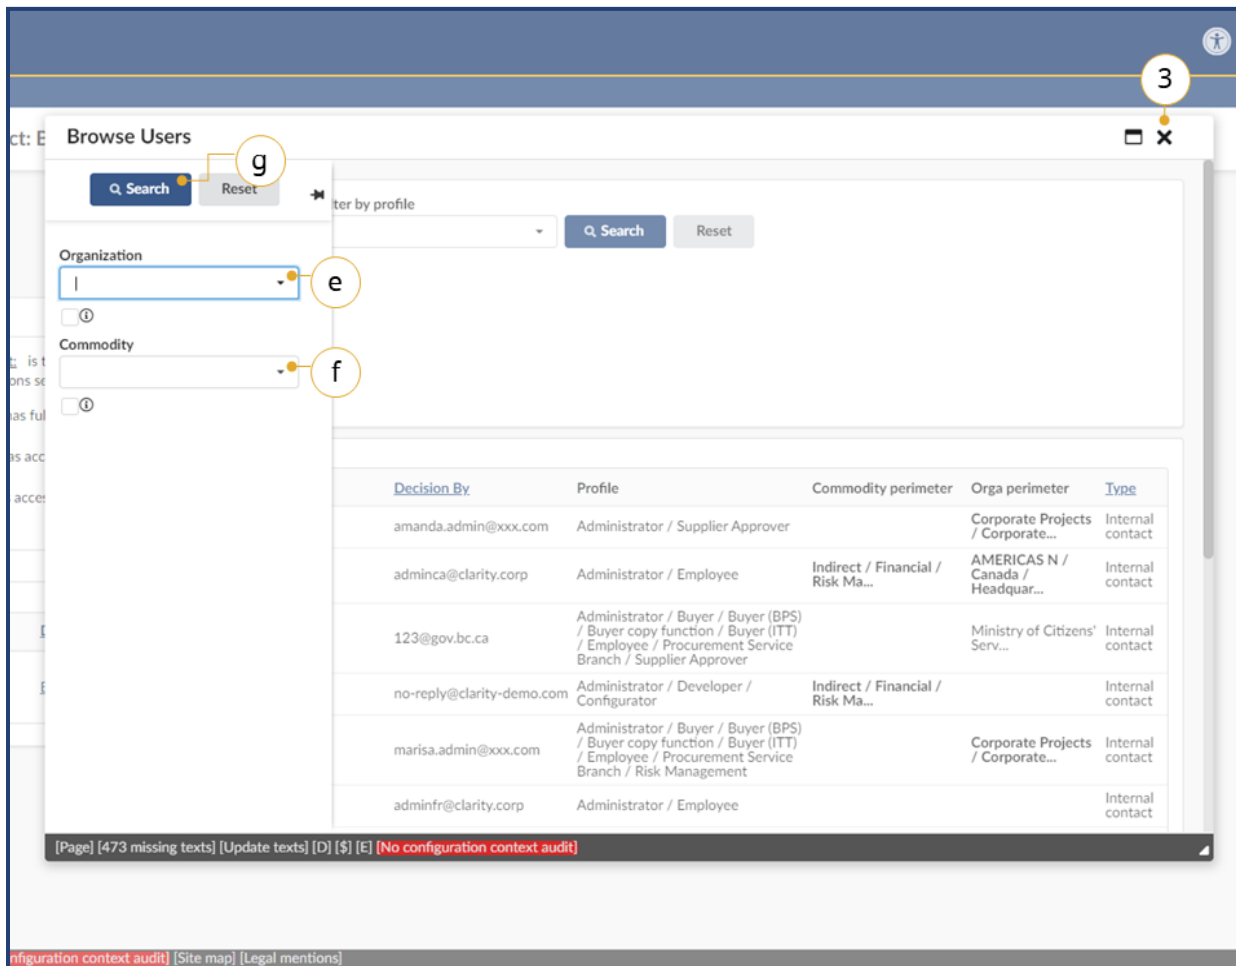 3
ct: E
Browse Users
g
Search
Reset
ter by profile
Search
Reset
Organization
e
Commodity
f
is t
ons se
as ful
as acc
acces
Decision By Profile Commodity perimeter Orga perimeter Type
amanda.admin@xxx.com Administrator / Supplier Approver Corporate Projects / Corporate... Internal contact
adminca@clarity.corp Administrator / Employee Indirect / Financial / Risk Ma... AMERICAS N / Canada / Headquar... Internal contact
123@gov.bc.ca Administrator / Buyer / Buyer (BPS) / Buyer copy function / Buyer (ITT) / Employee / Procurement Service Branch / Supplier Approver Ministry of Citizens' Serv... Internal contact
no-reply@clarity-demo.com Administrator / Developer / Configurator Indirect / Financial / Risk Ma... Internal contact
marisa.admin@xxx.com Administrator / Buyer / Buyer (BPS) / Buyer copy function / Buyer (ITT) / Employee / Procurement Service Branch / Risk Management Corporate Projects / Corporate... Internal contact
adminfr@clarity.corp Administrator / Employee Internal contact
[Page] [473 missing texts] [Update texts] [D] [$] [E] [No configuration context audit]
nfiguration context audit] [Site map] [Legal mentions]